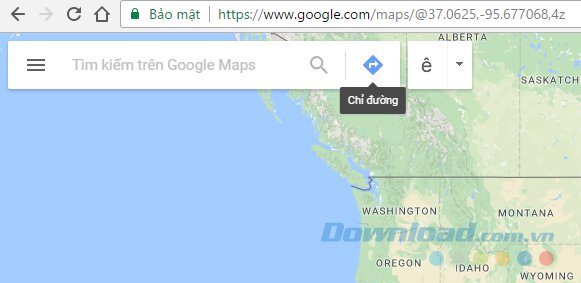 Bảo mật https://www.google.com/maps/@37.0625,-95.677068,4z
Tìm kiếm trên Google Maps ê
Chỉ đường
ALBERTA
SASKATCH
WASHINGTON
MONTANA
Download.com.vn
OREGON
IDAHO
WYOMING